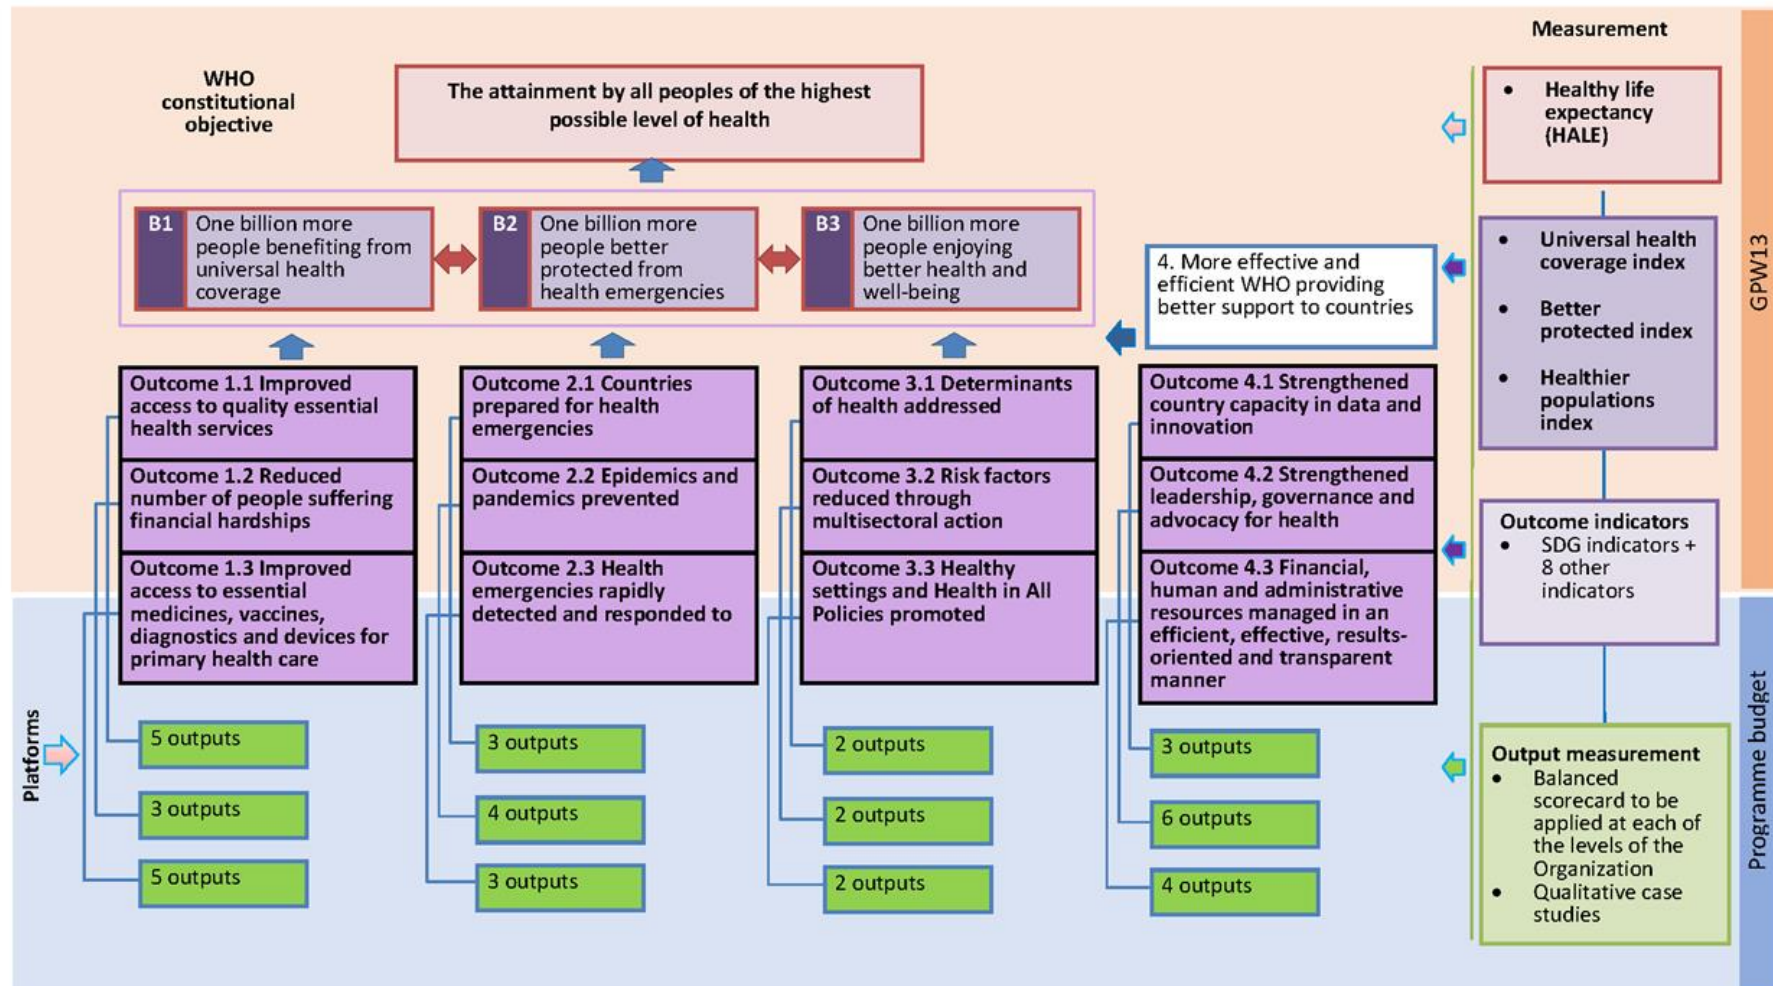 Measurement
WHO
constitutional
objective
The attainment by all peoples of the highest
possible level of health
• Healthy life
expectancy
(HALE)
B1
One billion more
people benefiting from
universal health
coverage
B2
One billion more
people better
protected from
health emergencies
B3
One billion more
people enjoying
better health and
well-being
4. More effective and
efficient WHO providing
better support to countries
• Universal health
coverage index
• Better
protected index
• Healthier
populations
index
GPW13
Outcome 1.1 Improved
access to quality essential
health services
Outcome 1.2 Reduced
number of people suffering
financial hardships
Outcome 1.3 Improved
access to essential
medicines, vaccines,
diagnostics and devices for
primary health care
Outcome 2.1 Countries
prepared for health
emergencies
Outcome 2.2 Epidemics and
pandemics prevented
Outcome 2.3 Health
emergencies rapidly
detected and responded to
Outcome 3.1 Determinants
of health addressed
Outcome 3.2 Risk factors
reduced through
multisectoral action
Outcome 3.3 Healthy
settings and Health in All
Policies promoted
Outcome 4.1 Strengthened
country capacity in data and
innovation
Outcome 4.2 Strengthened
leadership, governance and
advocacy for health
Outcome 4.3 Financial,
human and administrative
resources managed in an
efficient, effective, results-
oriented and transparent
manner
Outcome indicators
• SDG indicators +
8 other
indicators
Platforms
5 outputs
3 outputs
5 outputs
3 outputs
4 outputs
3 outputs
2 outputs
2 outputs
2 outputs
3 outputs
6 outputs
4 outputs
Output measurement
• Balanced
scorecard to be
applied at each of
the levels of the
Organization
• Qualitative case
studies
Programme budget